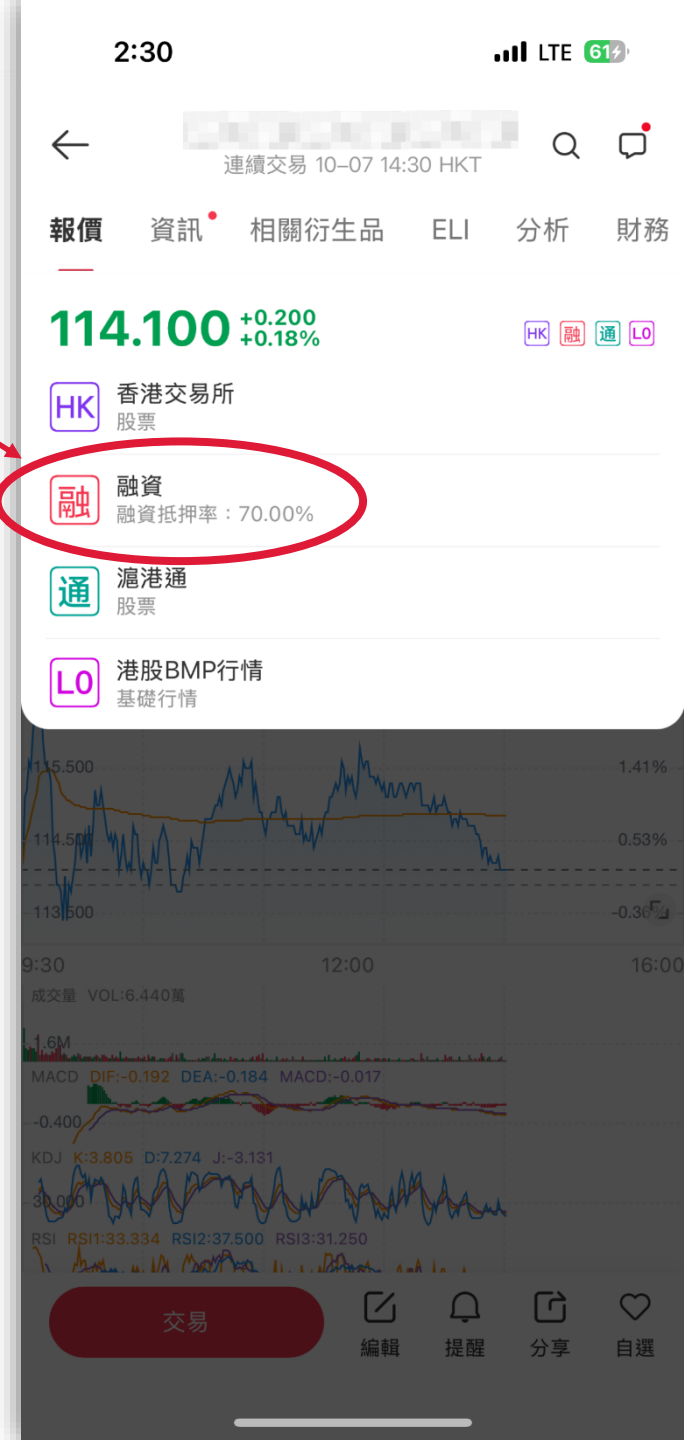 2:30
LTE 61
連續交易 10–07 14:30 HKT
報價 資訊 相關衍生品 ELI 分析 財務
114.100 +0.200
+0.18%
HK 融 通 L0
HK 香港交易所
股票
融 融資
融資抵押率：70.00%
通 滬港通
股票
L0 港股BMP行情
基礎行情
115.500 1.41%
114.500 0.53%
113.500 -0.36%
9:30 12:00 16:00
成交量 VOL:6.440萬
1.6M
MACD DIF:-0.192 DEA:-0.184 MACD:-0.017
-0.400
KDJ K:3.805 D:7.274 J:-3.131
30.000
RSI RSI1:33.334 RSI2:37.500 RSI3:31.250
交易 編輯 提醒 分享 自選